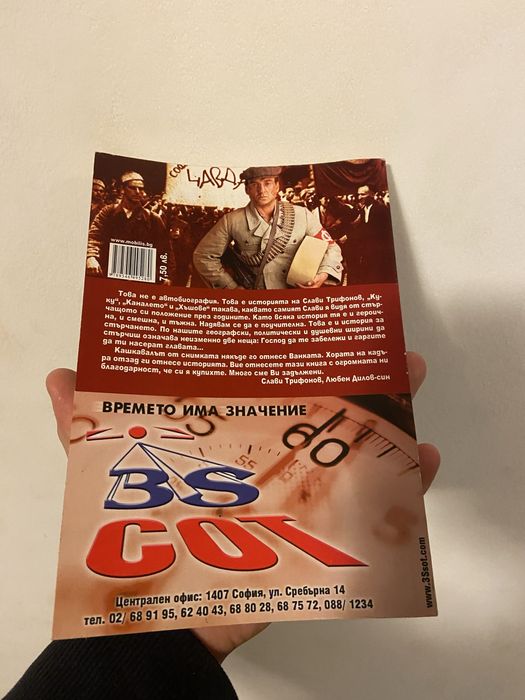 СОФ
ЦАВДА
www.mobilis.bg
7,50 лв.
Това не е автобиография. Това е историята на Слави Трифонов, „Ку-
ку“, „Каналето“ и „Хъшове“ такава, каквато самият Слави я видя от стър-
чащото си положение през годините. Като всяка история тя е и героич-
на, и смешна, и тъжна. Надявам се да е поучителна. Това е и история за
стърчането. По нашите географски, политически и душевни ширини да
стърчиш означава неизменно две неща: Господ да те забележи и гаргите
да ти насерат главата...
Кашкавалът от снимката някъде го отнесе Ванката. Хората на кадъ-
ра отзад ги отнесе историята. Вие отнесете тази книга с огромната ни
благодарност, че си я купихте. Много сме Ви задължени.
Слави Трифонов, Любен Дилов-син
ВРЕМЕТО ИМА ЗНАЧЕНИЕ
5
60
55
3S
СОТ
Централен офис: 1407 София, ул. Сребърна 14
тел. 02/ 68 91 95, 62 40 43, 68 80 28, 68 75 72, 088/ 1234
www.3Ssot.com